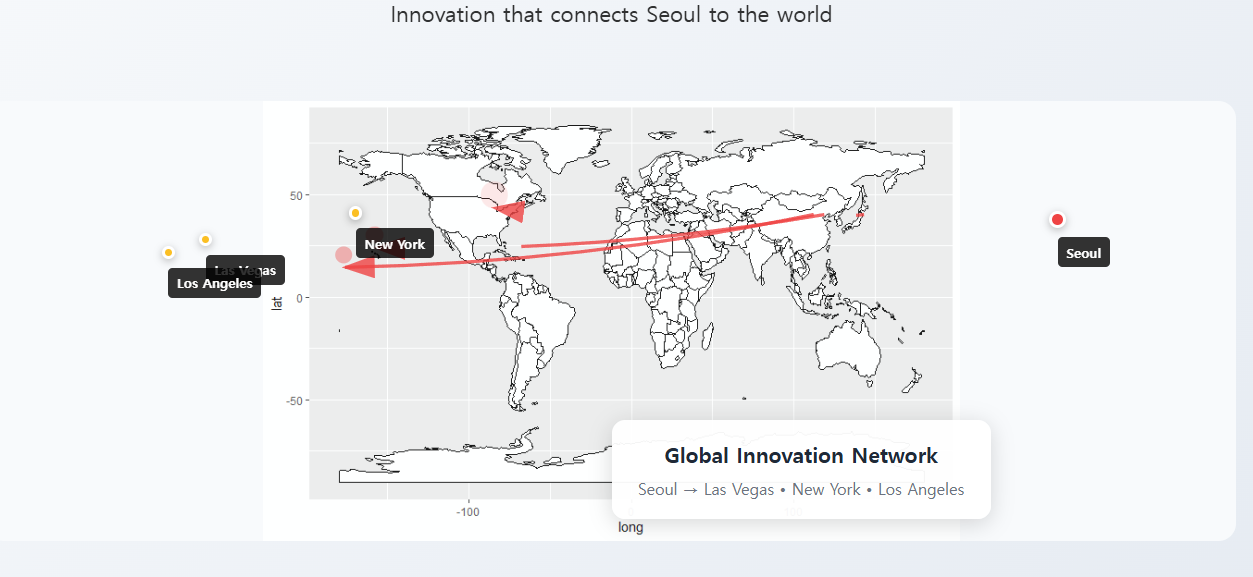 Innovation that connects Seoul to the world
50
New York
Seoul
Las Vegas
Los Angeles
0
lat
-50
Global Innovation Network
Seoul → Las Vegas • New York • Los Angeles
-100
0
100
long